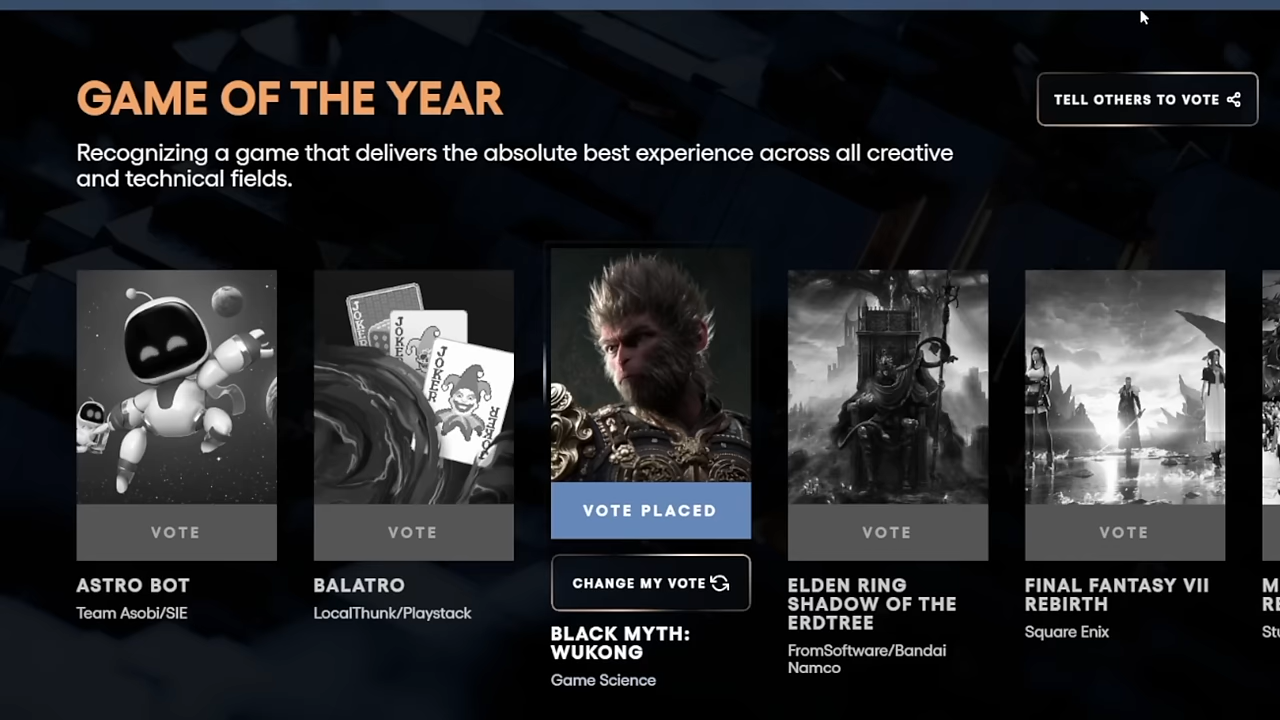 GAME OF THE YEAR
TELL OTHERS TO VOTE
Recognizing a game that delivers the absolute best experience across all creative
and technical fields.
JOKER
JOKER
JOKER
VOTE
ASTRO BOT
Team Asobi/SIE
VOTE
BALATRO
LocalThunk/Playstack
VOTE PLACED
CHANGE MY VOTE
BLACK MYTH:
WUKONG
Game Science
VOTE
ELDEN RING
SHADOW OF THE
ERDTREE
FromSoftware/Bandai
Namco
VOTE
FINAL FANTASY VII
REBIRTH
Square Enix